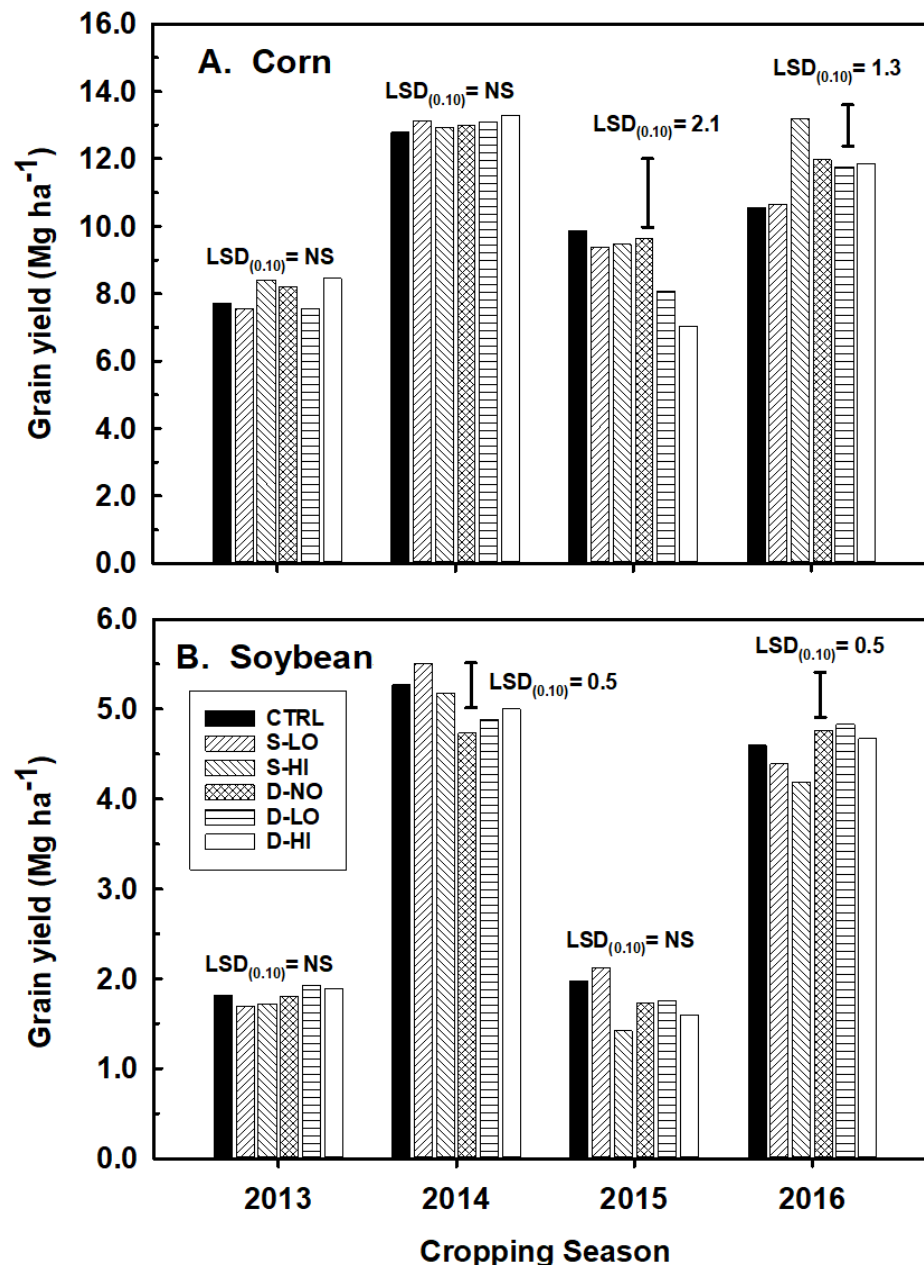 A. Corn
Grain yield (Mg ha⁻¹)
16.0
14.0
12.0
10.0
8.0
6.0
4.0
2.0
0.0
LSD(0.10)= NS
LSD(0.10)= NS
LSD(0.10)= 2.1
LSD(0.10)= 1.3
B. Soybean
Grain yield (Mg ha⁻¹)
6.0
5.0
4.0
3.0
2.0
1.0
0.0
CTRL
S-LO
S-HI
D-NO
D-LO
D-HI
LSD(0.10)= NS
LSD(0.10)= 0.5
LSD(0.10)= NS
LSD(0.10)= 0.5
2013 2014 2015 2016
Cropping Season